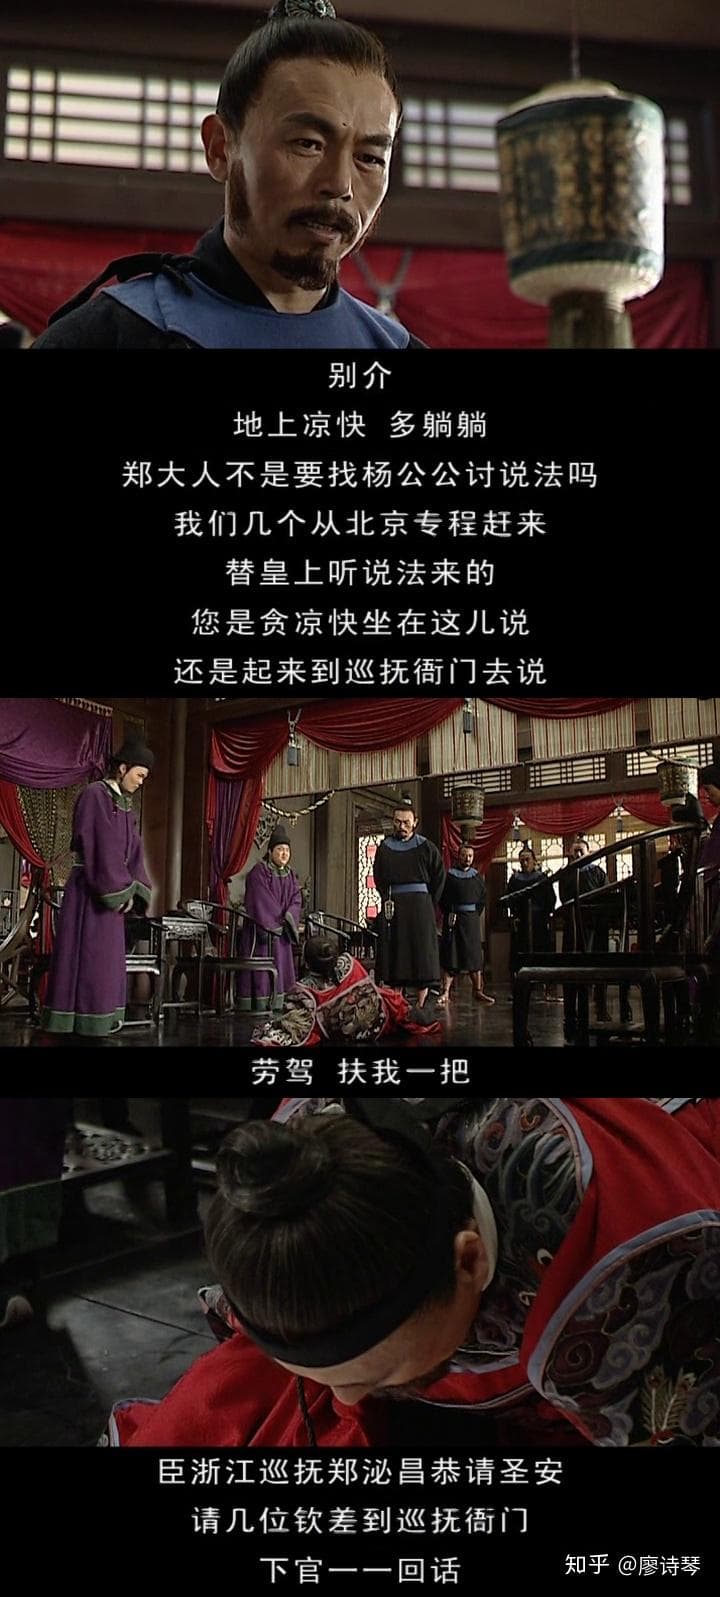 别介
地上凉快 多躺躺
郑大人不是要找杨公公讨说法吗
我们几个从北京专程赶来
替皇上听说法来的
您是贪凉快坐在这儿说
还是起来到巡抚衙门去说
劳驾 扶我一把
臣浙江巡抚郑泌昌恭请圣安
请几位钦差到巡抚衙门
下官一一回话
知乎 @廖诗琴